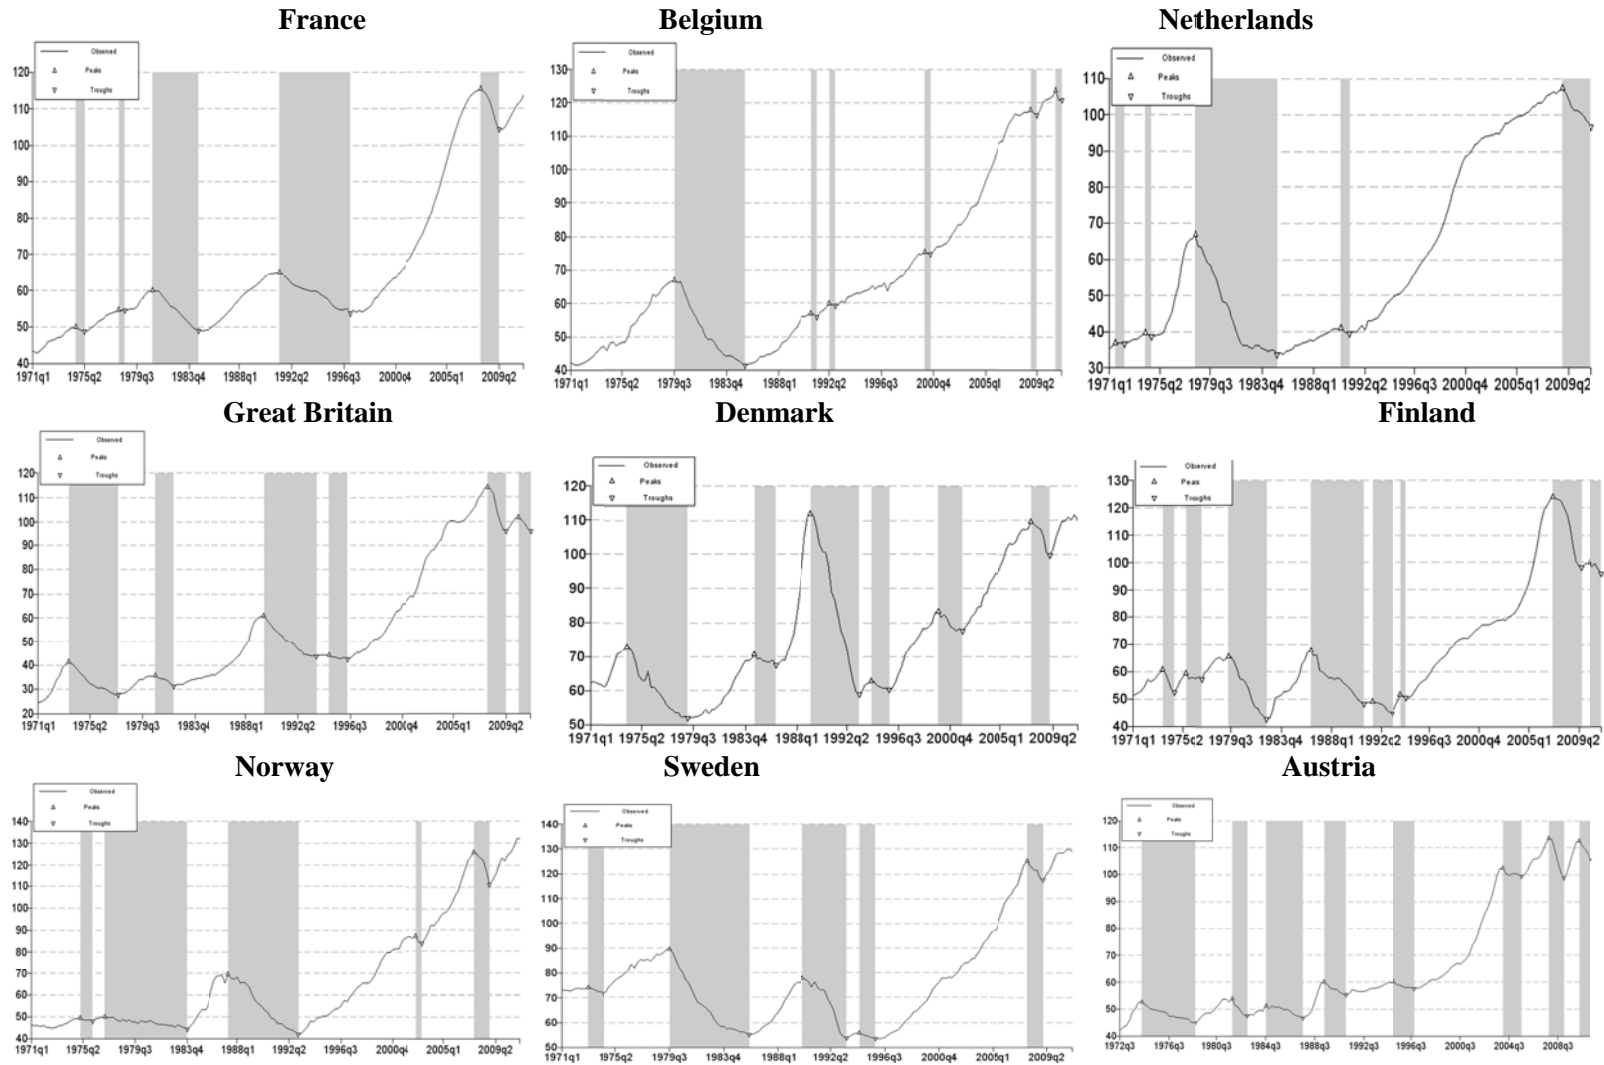 France
Belgium
Netherlands
Observed
Peaks
Troughs
120
110
100
90
80
70
60
50
40
1971q1 1975q2 1979q3 1983q4 1988q1 1992q2 1996q3 2000q4 2005q1 2009q2
Observed
Peaks
Troughs
130
120
110
100
90
80
70
60
50
40
1971q1 1975q2 1979q3 1983q4 1988q1 1992q2 1996q3 2000q4 2005q1 2009q2
Observed
Peaks
Troughs
110
100
90
80
70
60
50
40
30
1971q1 1975q2 1979q3 1983q4 1988q1 1992q2 1996q3 2000q4 2005q1 2009q2
Great Britain
Denmark
Finland
Observed
Peaks
Troughs
120
110
100
90
80
70
60
50
40
30
20
1971q1 1975q2 1979q3 1983q4 1988q1 1992q2 1996q3 2000q4 2005q1 2009q2
Observed
Peaks
Troughs
120
110
100
90
80
70
60
50
1971q1 1975q2 1979q3 1983q4 1988q1 1992q2 1996q3 2000q4 2005q1 2009q2
Observed
Peaks
Troughs
130
120
110
100
90
80
70
60
50
40
1971q1 1975q2 1979q3 1983q4 1988q1 1992q2 1996q3 2000q4 2005q1 2009q2
Norway
Sweden
Austria
Observed
Peaks
Troughs
140
130
120
110
100
90
80
70
60
50
40
1971q1 1975q2 1979q3 1983q4 1988q1 1992q2 1996q3 2000q4 2005q1 2009q2
Observed
Peaks
Troughs
140
130
120
110
100
90
80
70
60
50
1971q1 1975q2 1979q3 1983q4 1988q1 1992q2 1996q3 2000q4 2005q1 2009q2
Observed
Peaks
Troughs
120
110
100
90
80
70
60
50
40
1972q3 1976q3 1980q3 1984q3 1988q3 1992q3 1996q3 2000q3 2004q3 2008q3